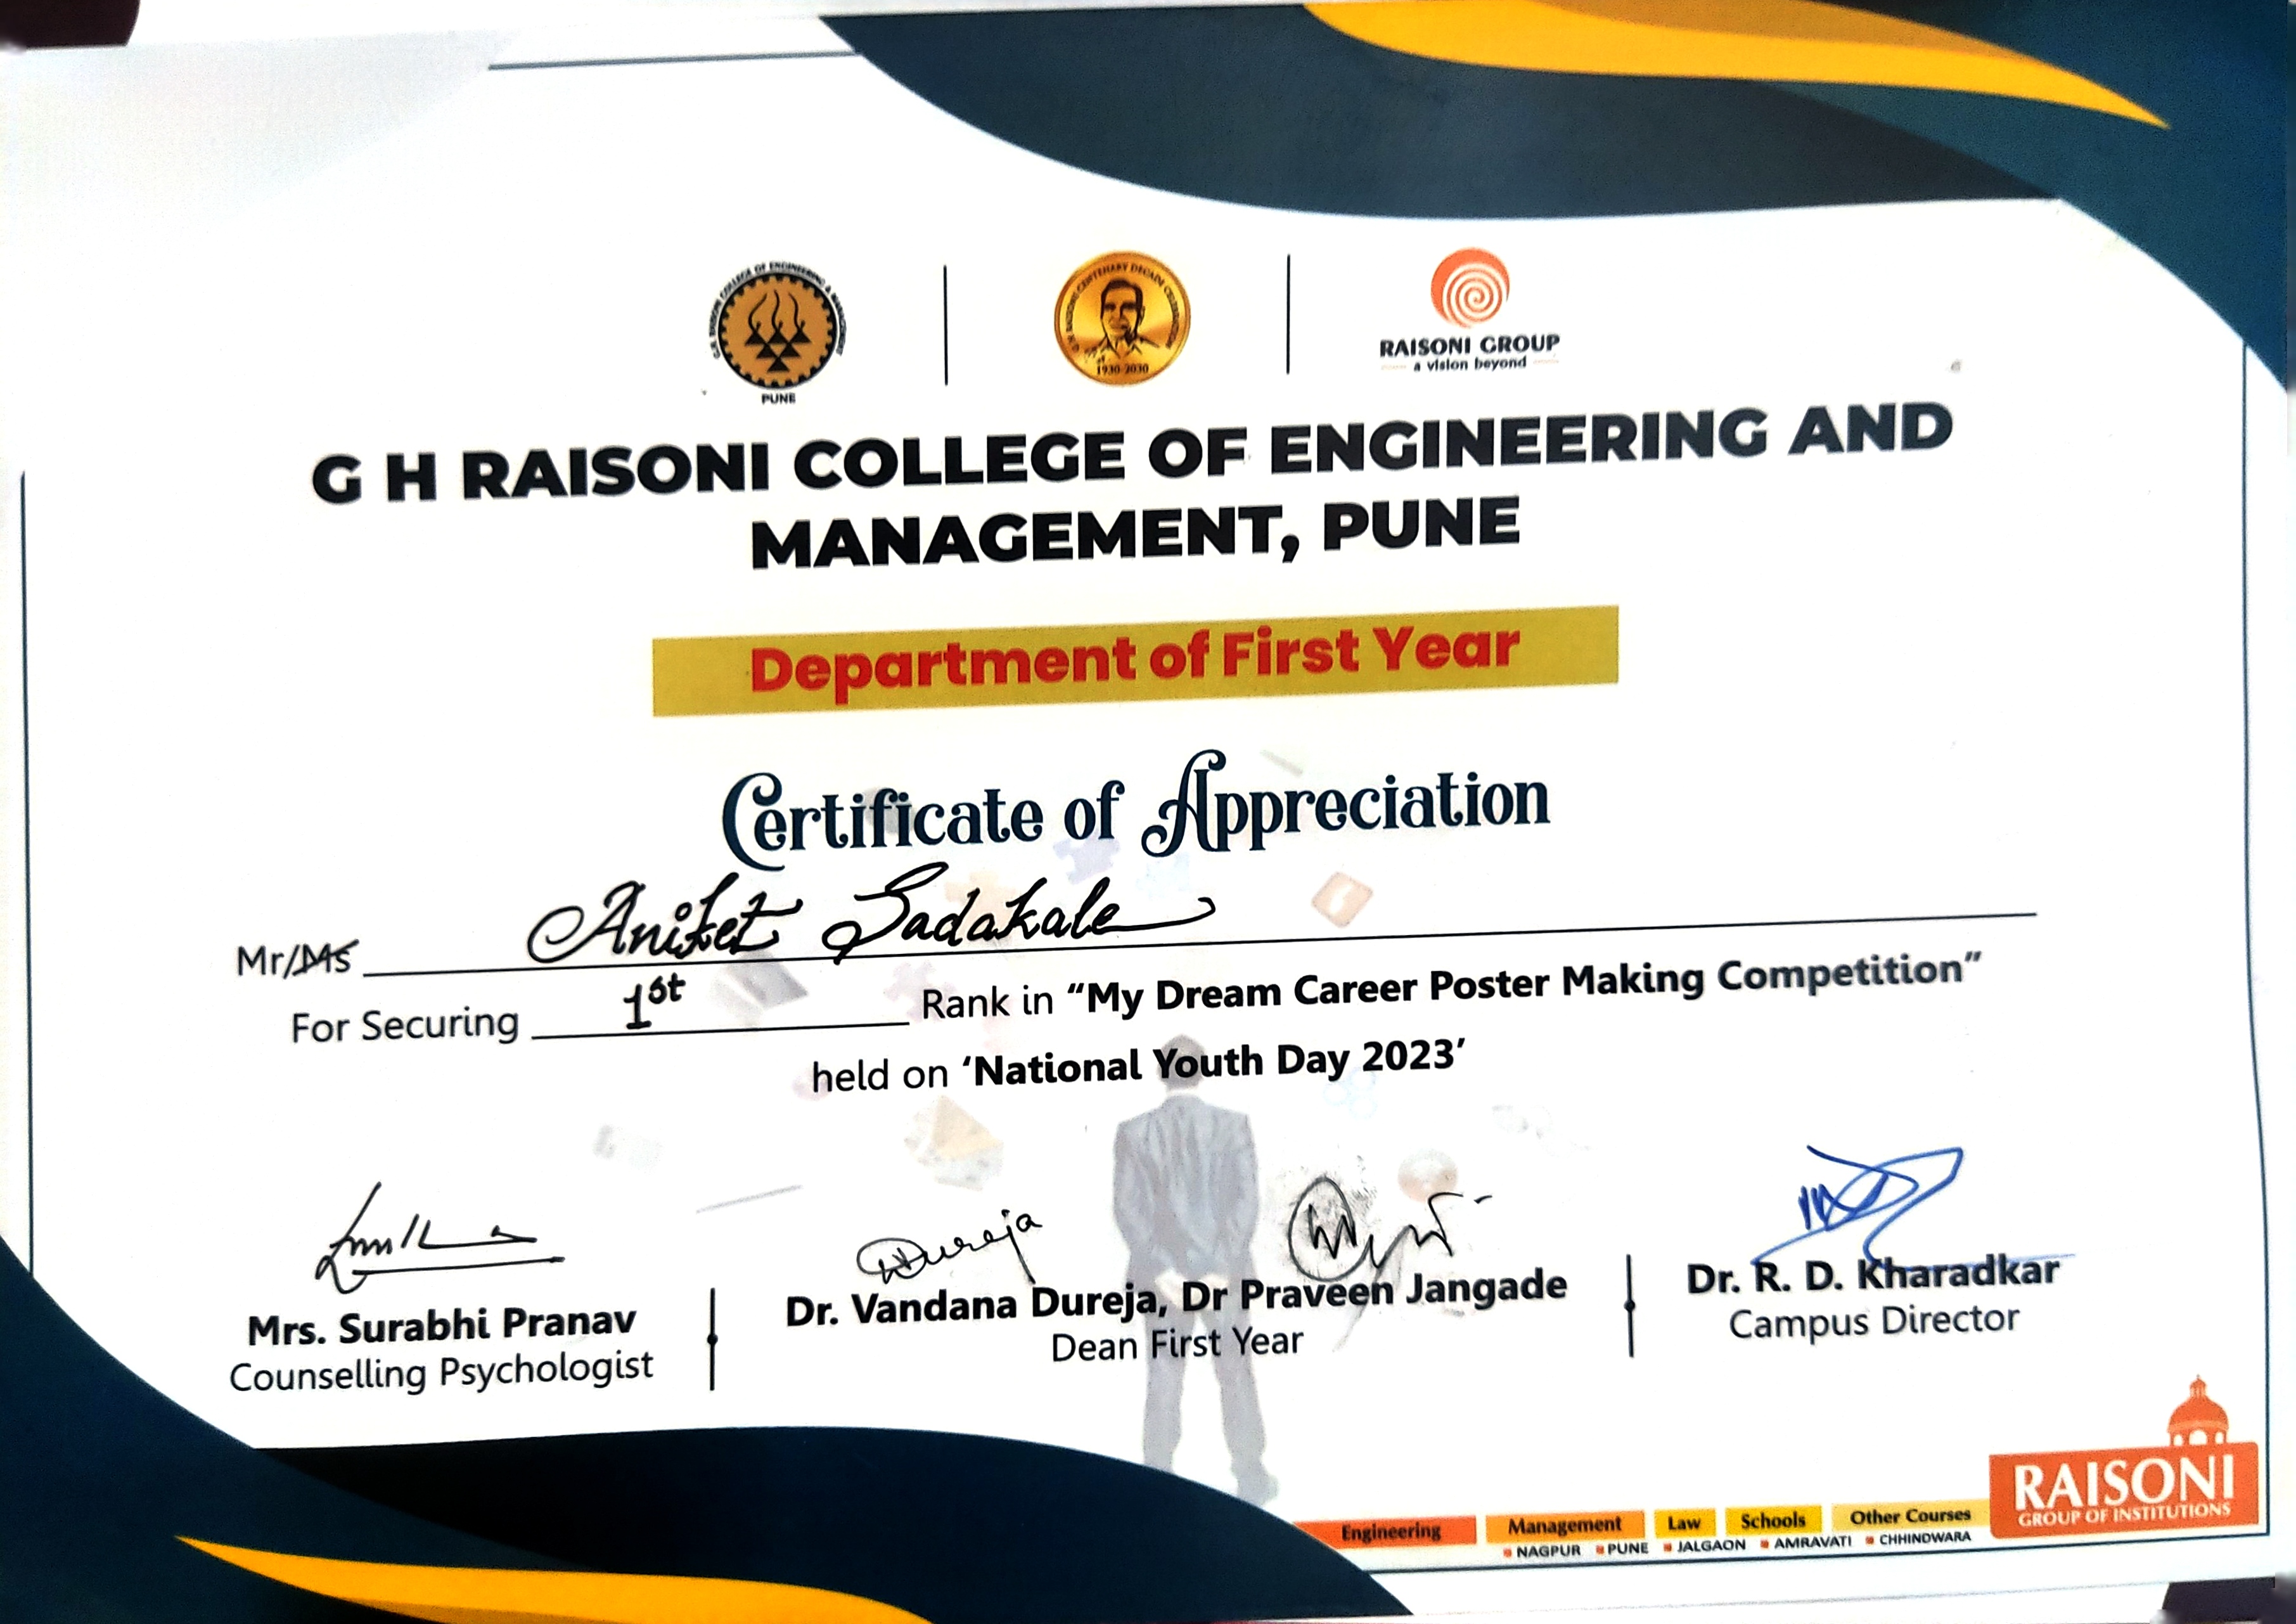 G H RAISONI COLLEGE OF ENGINEERING & MANAGEMENT
PUNE
G H RAISONI CENTENARY DECADE CELEBRATION
1930-2030
RAISONI GROUP
a vision beyond
G H RAISONI COLLEGE OF ENGINEERING AND
MANAGEMENT, PUNE
Department of First Year
Certificate of Appreciation
Mr/Ms Aniket Sadakale
For Securing 1st Rank in “My Dream Career Poster Making Competition”
held on ‘National Youth Day 2023’
Dureja
Mrs. Surabhi Pranav
Counselling Psychologist
Dr. Vandana Dureja, Dr Praveen Jangade
Dean First Year
Dr. R. D. Kharadkar
Campus Director
RAISONI
GROUP OF INSTITUTIONS
Engineering Management Law Schools Other Courses
NAGPUR PUNE JALGAON AMRAVATI CHHINDWARA